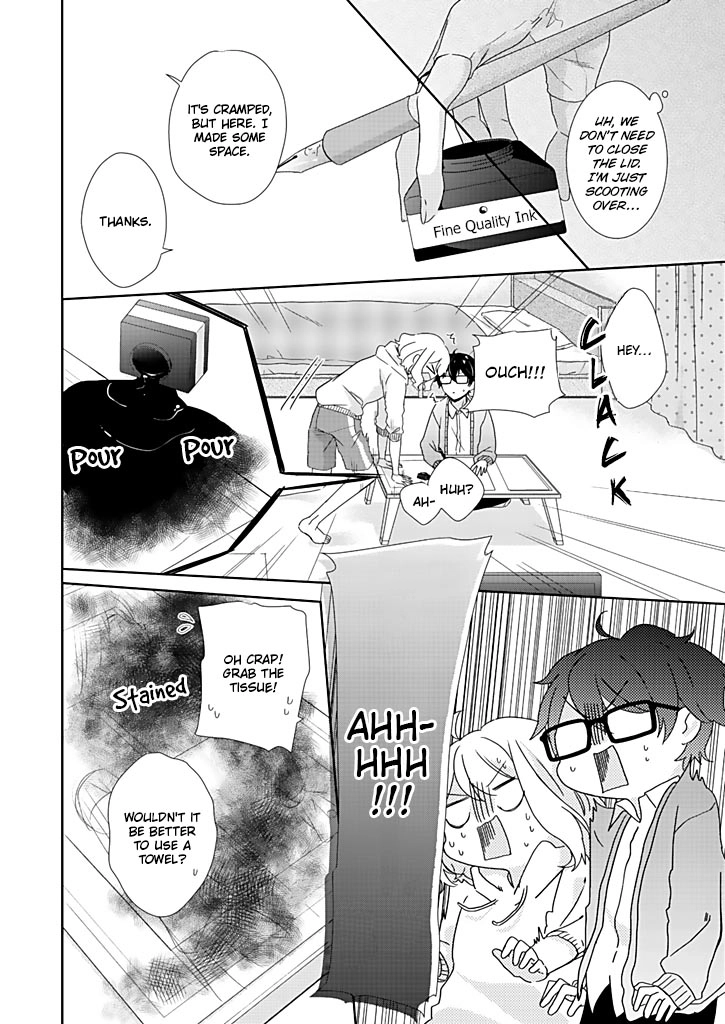 UH, WE
DON'T NEED
TO CLOSE
THE LID.
I'M JUST
SCOOTING
OVER...
Fine Quality Ink
IT'S CRAMPED,
BUT HERE. I
MADE SOME
SPACE.
THANKS.
HEY...
CLACK
OUCH!!!
HUH?
AH-
Pour
Pour
AHH-
HHH
!!!
OH CRAP!
GRAB THE
TISSUE!
Stained
WOULDN'T IT
BE BETTER
TO USE A
TOWEL?